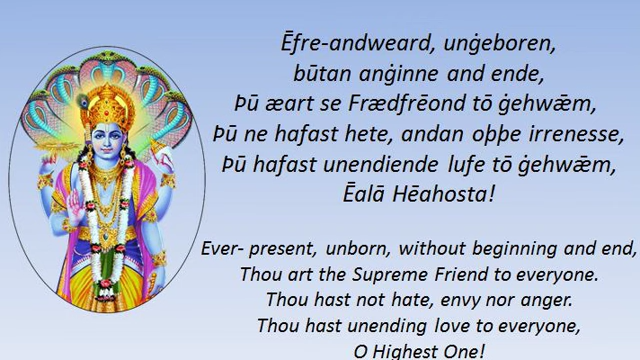 Ēfre-andweard, unġeboren,
būtan anġinne and ende,
Þū æart se Frædfrēond tō ġehwǣm,
Þū ne hafast hete, andan oþþe irrenesse,
Þū hafast unendiende lufe tō ġehwǣm,
Ēalā Hēahosta!
Ever- present, unborn, without beginning and end,
Thou art the Supreme Friend to everyone.
Thou hast not hate, envy nor anger.
Thou hast unending love to everyone,
O Highest One!